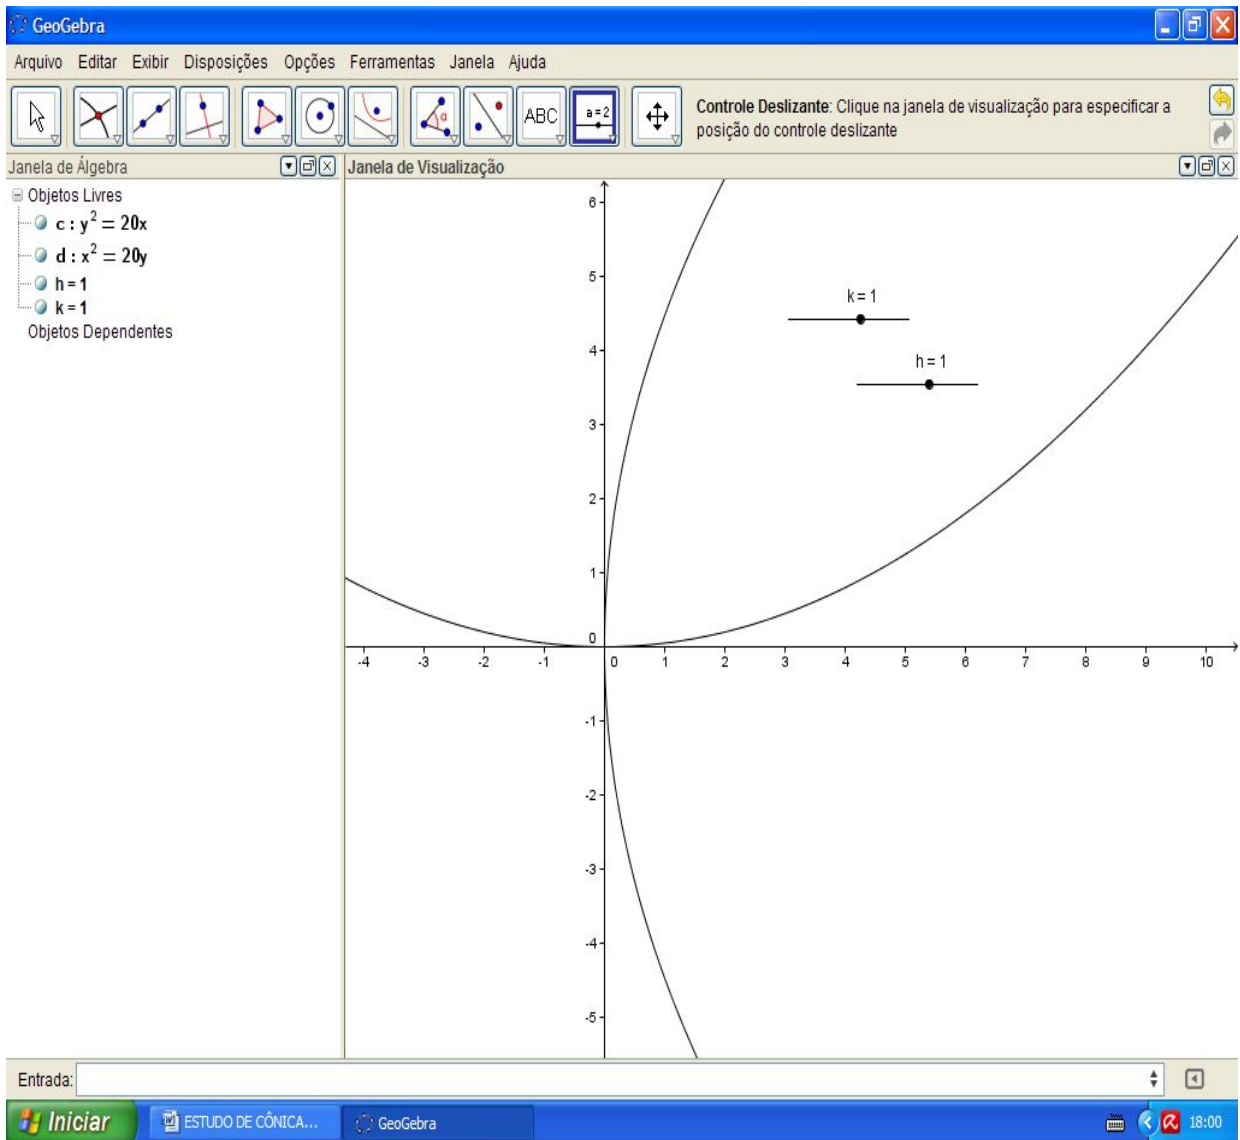 GeoGebra
Arquivo Editar Exibir Disposições Opções Ferramentas Janela Ajuda
ABC a = 2
Controle Deslizante: Clique na janela de visualização para especificar a
posição do controle deslizante
Janela de Álgebra
Janela de Visualização
Objetos Livres
c : y² = 20x
d : x² = 20y
h = 1
k = 1
Objetos Dependentes
k = 1
h = 1
6
5
4
3
2
1
0
-4 -3 -2 -1 0 1 2 3 4 5 6 7 8 9 10
-1
-2
-3
-4
-5
Entrada:
Iniciar ESTUDO DE CÔNICA... GeoGebra 18:00